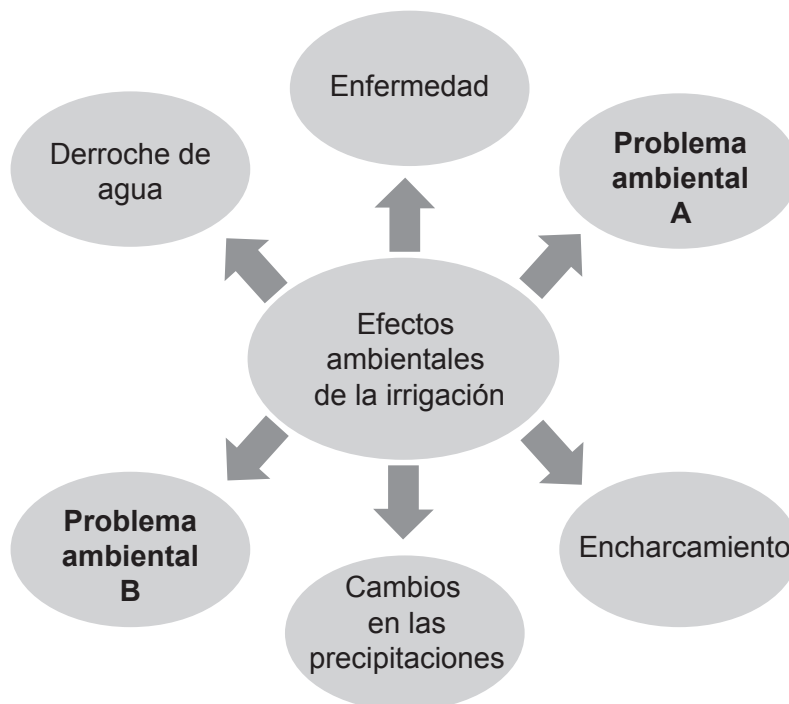 Enfermedad
Derroche de
agua
Problema
ambiental
A
Efectos
ambientales
de la irrigación
Problema
ambiental
B
Encharcamiento
Cambios
en las
precipitaciones